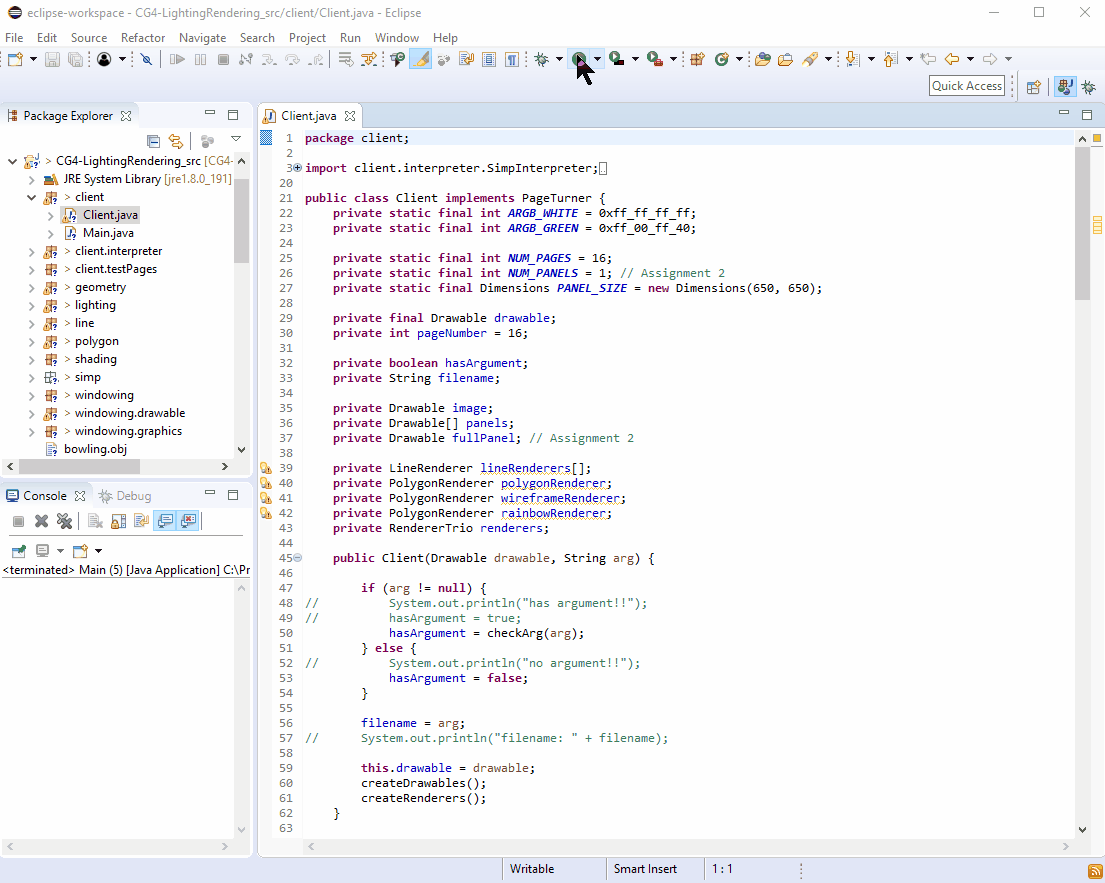 eclipse-workspace - CG4-LightingRendering_src/client/Client.java - Eclipse
File Edit Source Refactor Navigate Search Project Run Window Help
Quick Access
Package Explorer
> CG4-LightingRendering_src [CG4-
JRE System Library [jre1.8.0_191]
> client
Client.java
Main.java
> client.interpreter
> client.testPages
> geometry
> lighting
> line
> polygon
> shading
> simp
> windowing
> windowing.drawable
> windowing.graphics
bowling.obj
Console Debug
<terminated> Main (5) [Java Application] C:\Pr
Client.java
1 package client;
2
3 import client.interpreter.SimpInterpreter;
20
21 public class Client implements PageTurner {
22 private static final int ARGB_WHITE = 0xff_ff_ff_ff;
23 private static final int ARGB_GREEN = 0xff_00_ff_40;
24
25 private static final int NUM_PAGES = 16;
26 private static final int NUM_PANELS = 1; // Assignment 2
27 private static final Dimensions PANEL_SIZE = new Dimensions(650, 650);
28
29 private final Drawable drawable;
30 private int pageNumber = 16;
31
32 private boolean hasArgument;
33 private String filename;
34
35 private Drawable image;
36 private Drawable[] panels;
37 private Drawable fullPanel; // Assignment 2
38
39 private LineRenderer lineRenderers[];
40 private PolygonRenderer polygonRenderer;
41 private PolygonRenderer wireframeRenderer;
42 private PolygonRenderer rainbowRenderer;
43 private RendererTrio renderers;
44
45 public Client(Drawable drawable, String arg) {
46
47 if (arg != null) {
48 // System.out.println("has argument!!");
49 // hasArgument = true;
50 hasArgument = checkArg(arg);
51 } else {
52 // System.out.println("no argument!!");
53 hasArgument = false;
54 }
55
56 filename = arg;
57 // System.out.println("filename: " + filename);
58
59 this.drawable = drawable;
60 createDrawables();
61 createRenderers();
62 }
63
Writable Smart Insert 1 : 1